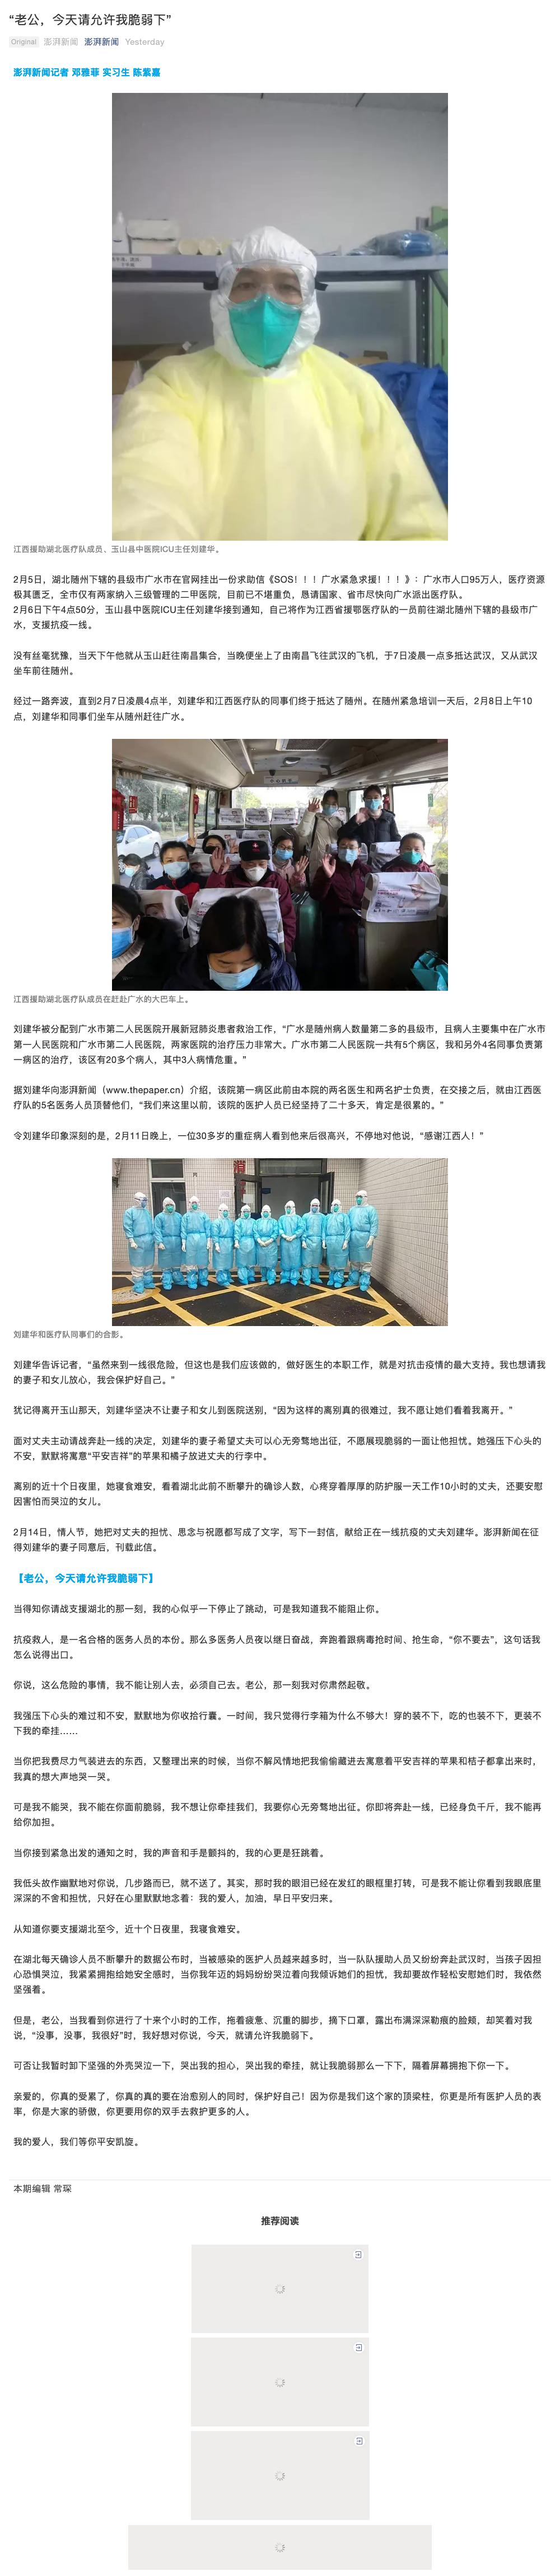 “老公，今天请允许我脆弱下”
Original 澎湃新闻 澎湃新闻 Yesterday
澎湃新闻记者 邓雅菲 实习生 陈紫嘉
江西援助湖北医疗队成员、玉山县中医院ICU主任刘建华。
2月5日，湖北随州下辖的县级市广水市在官网挂出一份求助信《SOS！！！广水紧急求援！！！》：广水市人口95万人，医疗资源
极其匮乏，全市仅有两家纳入三级管理的二甲医院，目前已不堪重负，恳请国家、省市尽快向广水派出医疗队。
2月6日下午4点50分，玉山县中医院ICU主任刘建华接到通知，自己将作为江西省援鄂医疗队的一员前往湖北随州下辖的县级市广
水，支援抗疫一线。
没有丝毫犹豫，当天下午他就从玉山赶往南昌集合，当晚便坐上了由南昌飞往武汉的飞机，于7日凌晨一点多抵达武汉，又从武汉
坐车前往随州。
经过一路奔波，直到2月7日凌晨4点半，刘建华和江西医疗队的同事们终于抵达了随州。在随州紧急培训一天后，2月8日上午10
点，刘建华和同事们坐车从随州赶往广水。
江西援助湖北医疗队成员在赶赴广水的大巴车上。
刘建华被分配到广水市第二人民医院开展新冠肺炎患者救治工作，“广水是随州病人数量第二多的县级市，且病人主要集中在广水市
第一人民医院和广水市第二人民医院，两家医院的治疗压力非常大。广水市第二人民医院一共有5个病区，我和另外4名同事负责第
一病区的治疗，该区有20多个病人，其中3人病情危重。”
据刘建华向澎湃新闻（www.thepaper.cn）介绍，该院第一病区此前由本院的两名医生和两名护士负责，在交接之后，就由江西医
疗队的5名医务人员顶替他们，“我们来这里以前，该院的医护人员已经坚持了二十多天，肯定是很累的。”
令刘建华印象深刻的是，2月11日晚上，一位30多岁的重症病人看到他来后很高兴，不停地对他说，“感谢江西人！”
消
刘建华和医疗队同事们的合影。
刘建华告诉记者，“虽然来到一线很危险，但这也是我们应该做的，做好医生的本职工作，就是对抗击疫情的最大支持。我也想请我
的妻子和女儿放心，我会保护好自己。”
犹记得离开玉山那天，刘建华坚决不让妻子和女儿到医院送别，“因为这样的离别真的很难过，我不愿让她们看着我离开。”
面对丈夫主动请战奔赴一线的决定，刘建华的妻子希望丈夫可以心无旁骛地出征，不愿展现脆弱的一面让他担忧。她强压下心头的
不安，默默将寓意“平安吉祥”的苹果和橘子放进丈夫的行李中。
离别的近十个日夜里，她寝食难安，看着湖北此前不断攀升的确诊人数，心疼穿着厚厚的防护服一天工作10小时的丈夫，还要安慰
因害怕而哭泣的女儿。
2月14日，情人节，她把对丈夫的担忧、思念与祝愿都写成了文字，写下一封信，献给正在一线抗疫的丈夫刘建华。澎湃新闻在征
得刘建华的妻子同意后，刊载此信。
【老公，今天请允许我脆弱下】
当得知你请战支援湖北的那一刻，我的心似乎一下停止了跳动，可是我知道我不能阻止你。
抗疫救人，是一名合格的医务人员的本份。那么多医务人员夜以继日奋战，奔跑着跟病毒抢时间、抢生命，“你不要去”，这句话我
怎么说得出口。
你说，这么危险的事情，我不能让别人去，必须自己去。老公，那一刻我对你肃然起敬。
我强压下心头的难过和不安，默默地为你收拾行囊。一时间，我只觉得行李箱为什么不够大！穿的装不下，吃的也装不下，更装不
下我的牵挂……
当你把我费尽力气装进去的东西，又整理出来的时候，当你不解风情地把我偷偷藏进去寓意着平安吉祥的苹果和桔子都拿出来时，
我真的想大声地哭一哭。
可是我不能哭，我不能在你面前脆弱，我不想让你牵挂我们，我要你心无旁骛地出征。你即将奔赴一线，已经身负千斤，我不能再
给你加担。
当你接到紧急出发的通知之时，我的声音和手是颤抖的，我的心更是狂跳着。
我低头故作幽默地对你说，几步路而已，就不送了。其实，那时我的眼泪已经在发红的眼框里打转，可是我不能让你看到我眼底里
深深的不舍和担忧，只好在心里默默地念着：我的爱人，加油，早日平安归来。
从知道你要支援湖北至今，近十个日夜里，我寝食难安。
在湖北每天确诊人员不断攀升的数据公布时，当被感染的医护人员越来越多时，当一队队援助人员又纷纷奔赴武汉时，当孩子因担
心恐惧哭泣，我紧紧拥抱给她安全感时，当你我年迈的妈妈纷纷哭泣着向我倾诉她们的担忧，我却要故作轻松安慰她们时，我依然
坚强着。
但是，老公，当我看到你进行了十来个小时的工作，拖着疲惫、沉重的脚步，摘下口罩，露出布满深深勒痕的脸颊，却笑着对我
说，“没事，没事，我很好”时，我好想对你说，今天，就请允许我脆弱下。
可否让我暂时卸下坚强的外壳哭泣一下，哭出我的担心，哭出我的牵挂，就让我脆弱那么一下下，隔着屏幕拥抱下你一下。
亲爱的，你真的受累了，你真的真的要在治愈别人的同时，保护好自己！因为你是我们这个家的顶梁柱，你更是所有医护人员的表
率，你是大家的骄傲，你更要用你的双手去救护更多的人。
我的爱人，我们等你平安凯旋。
本期编辑 常琛
推荐阅读